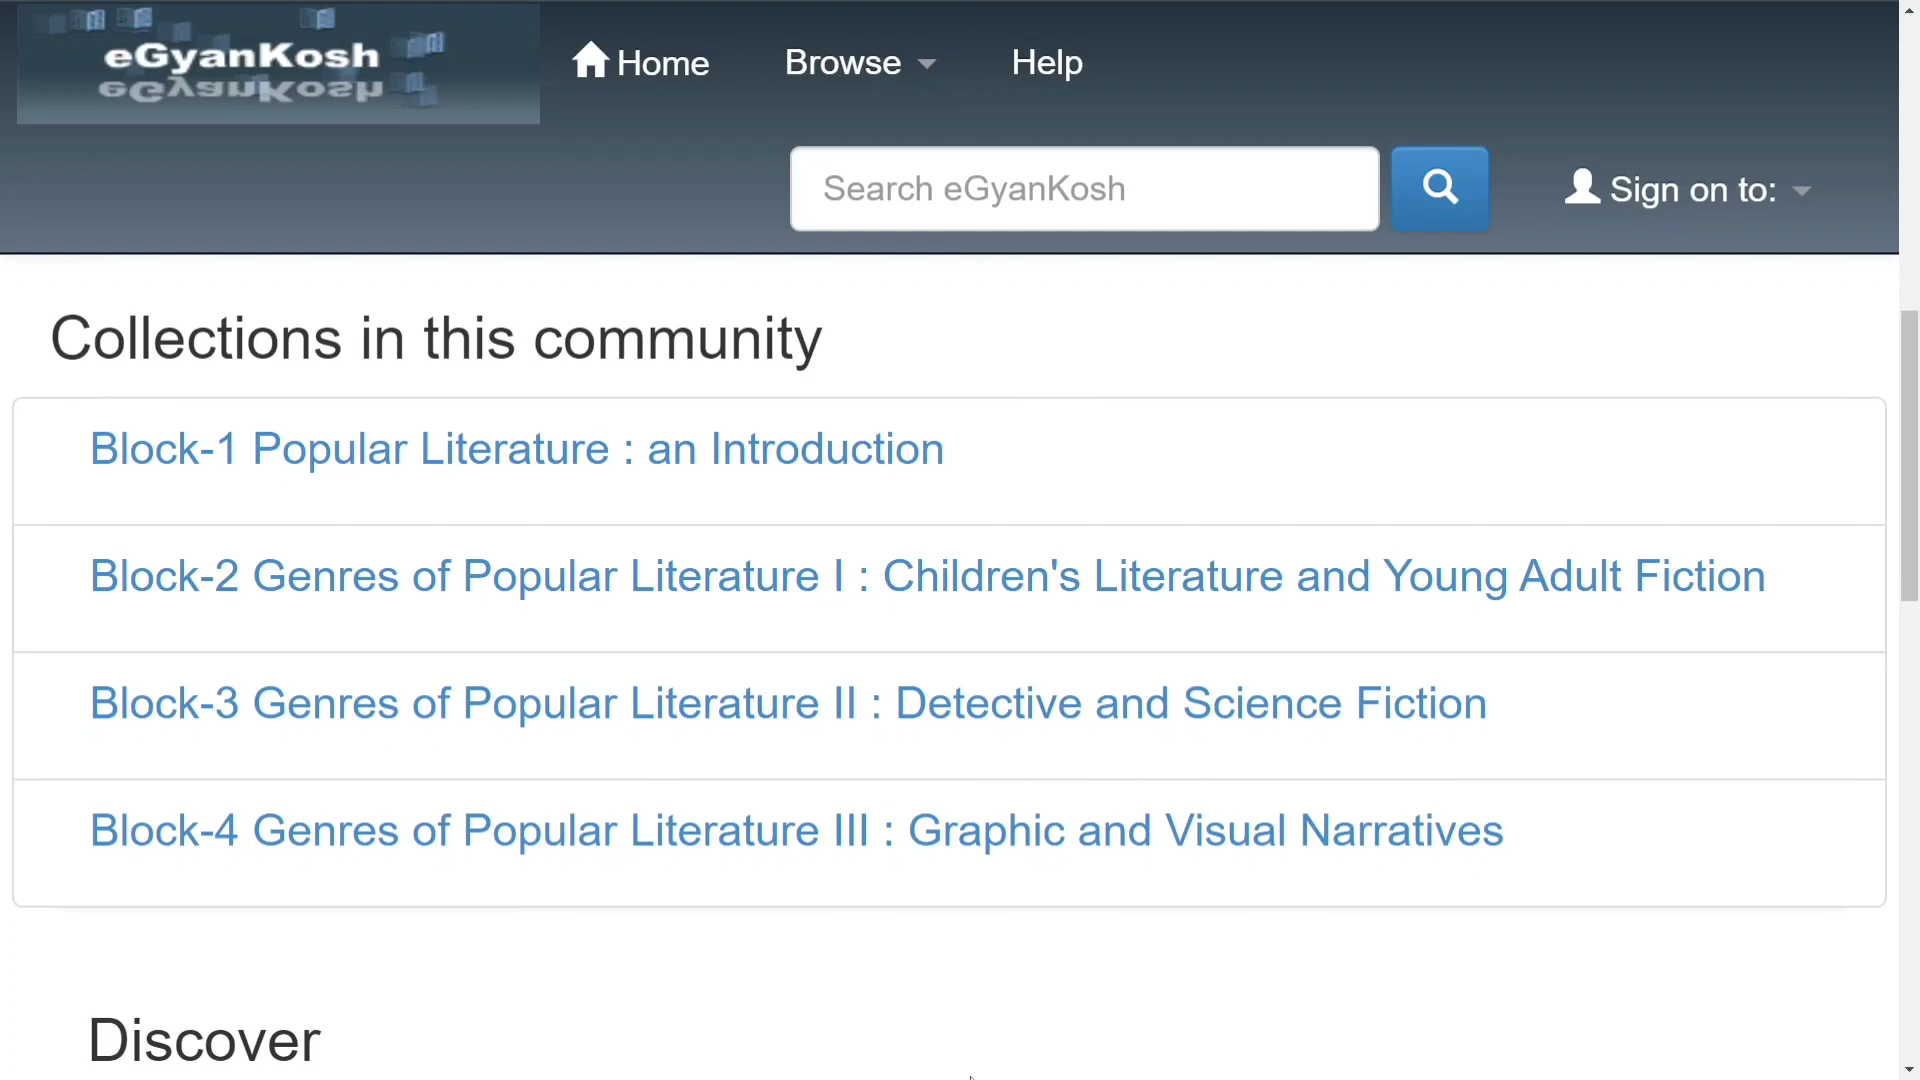 eGyanKosh
Home
Browse
Help
Search eGyanKosh
Sign on to:
Collections in this community
Block-1 Popular Literature : an Introduction
Block-2 Genres of Popular Literature I : Children's Literature and Young Adult Fiction
Block-3 Genres of Popular Literature II : Detective and Science Fiction
Block-4 Genres of Popular Literature III : Graphic and Visual Narratives
Discover